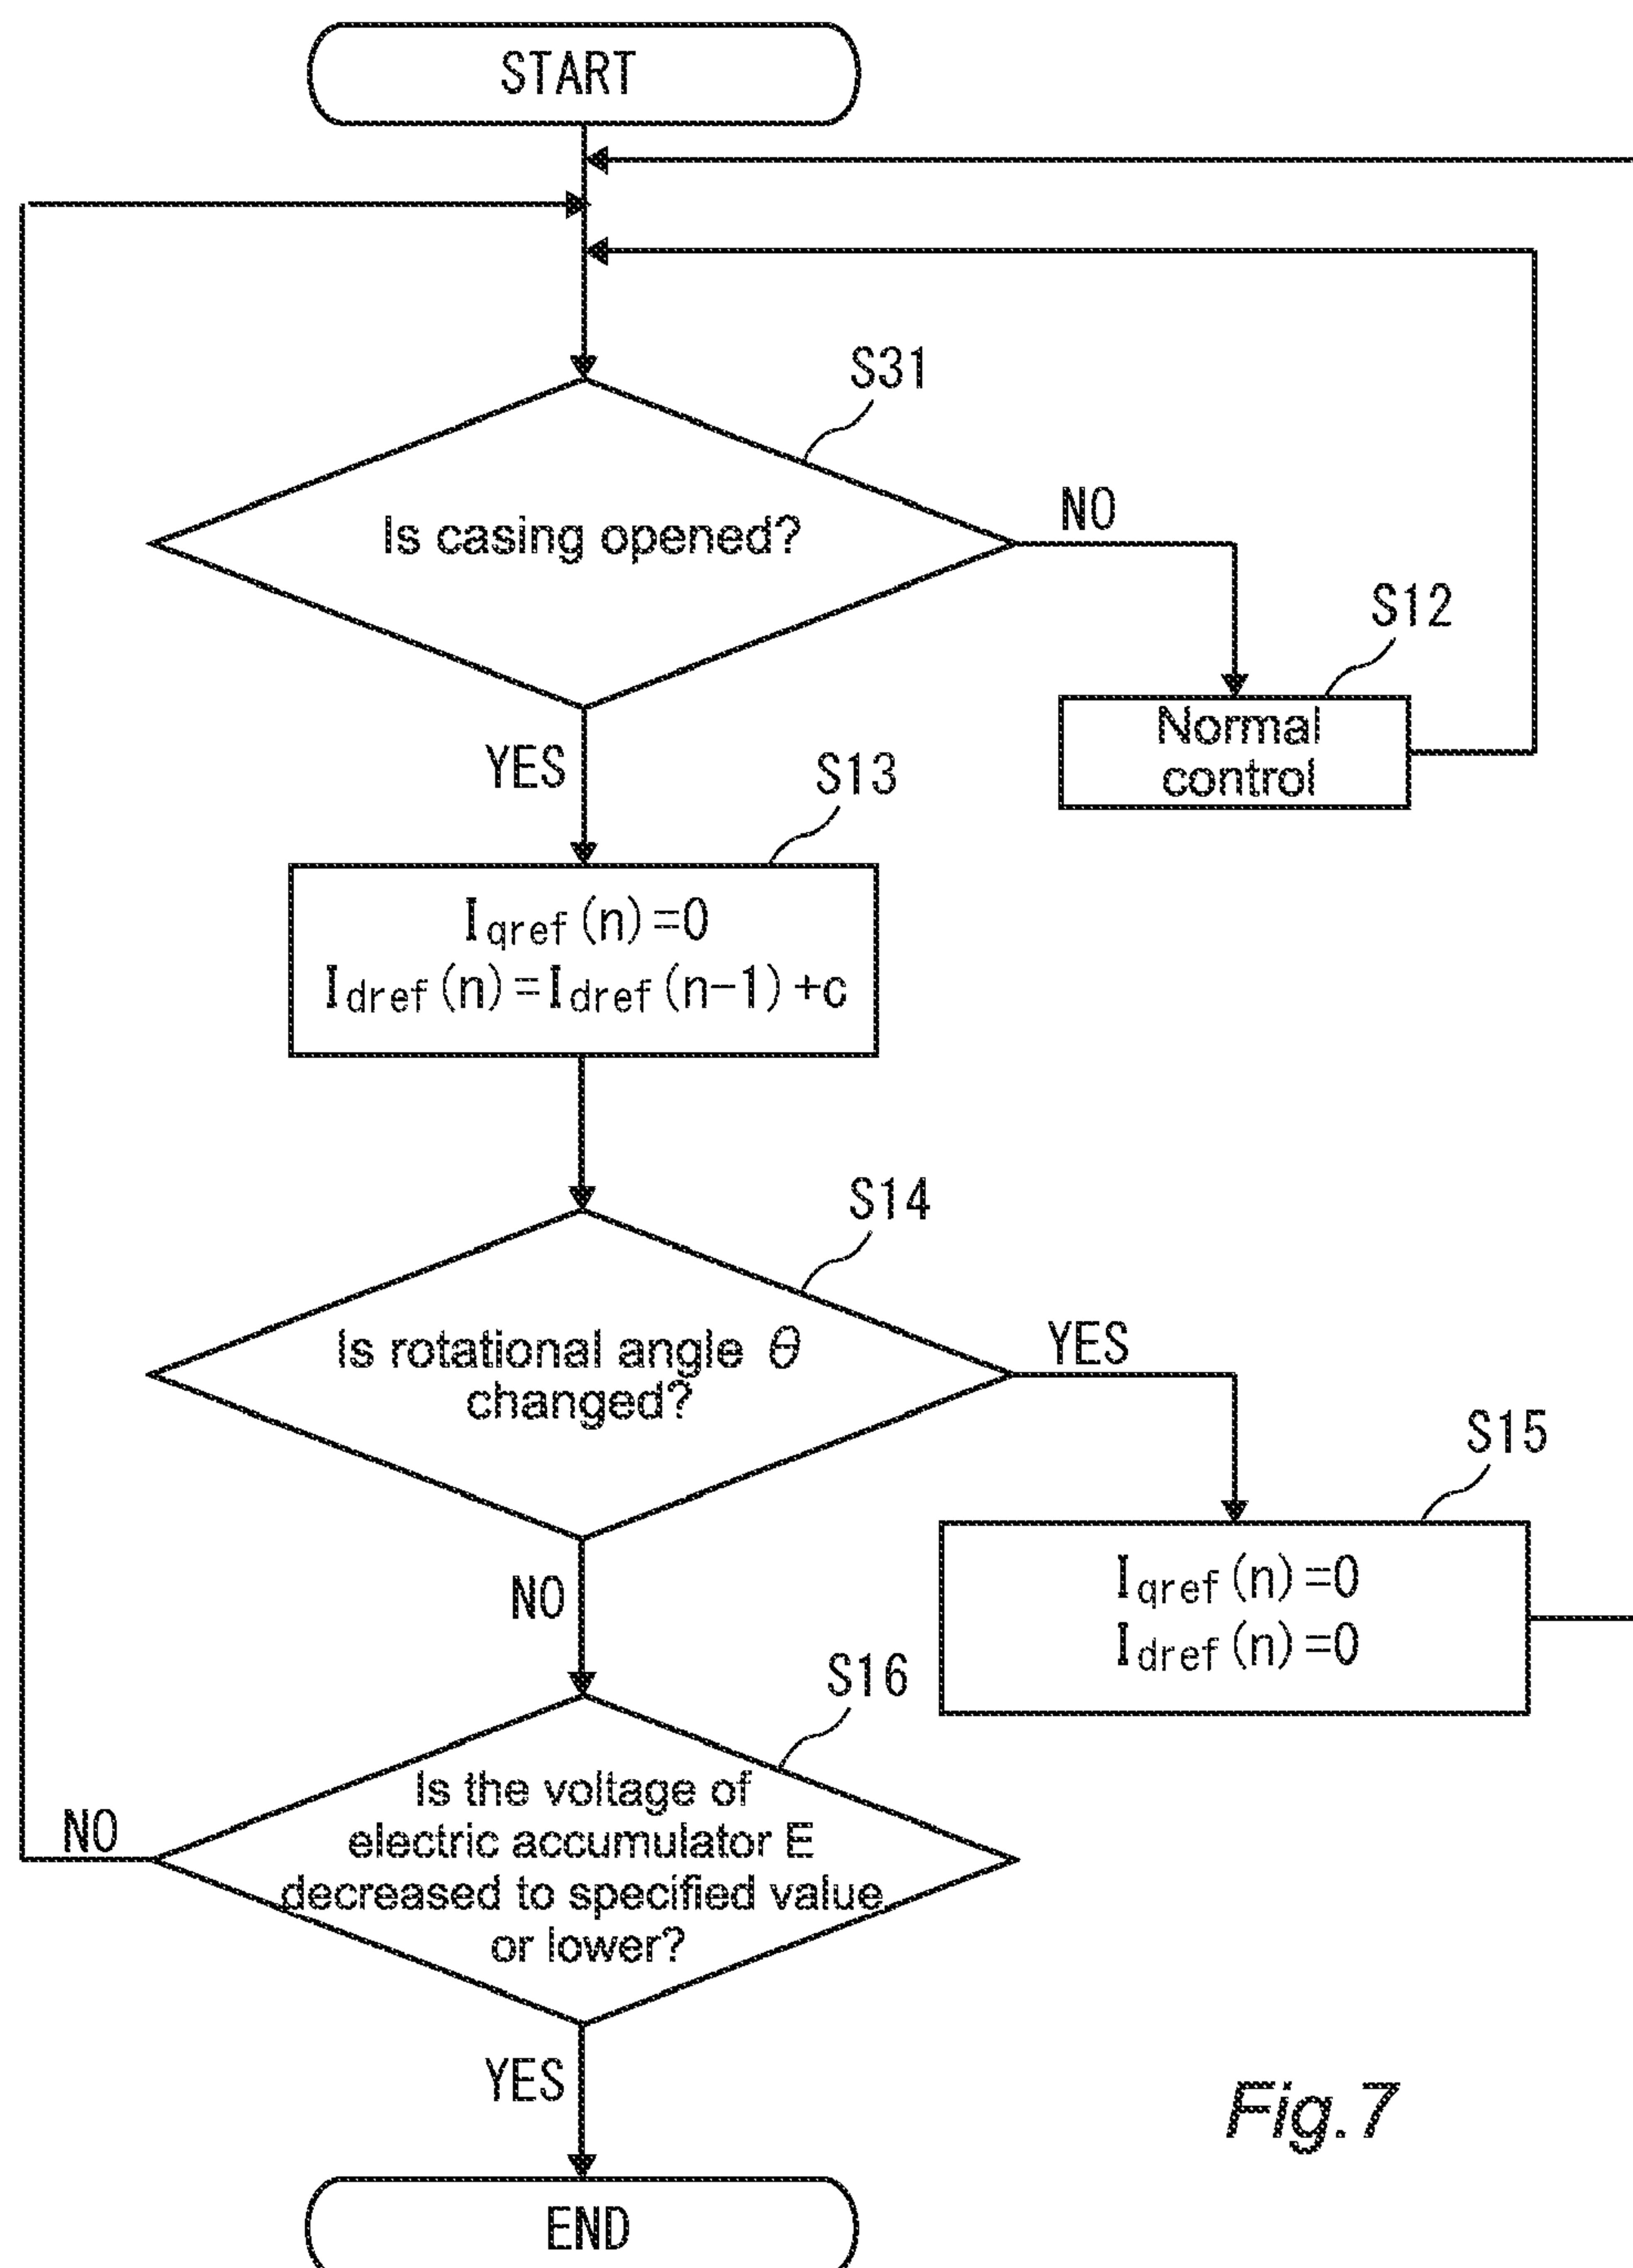 START
S31
Is casing opened?
NO
S12
Normal
control
YES
S13
Iqref(n)=0
Idref(n)=Idref(n-1)+c
S14
Is rotational angle θ
changed?
YES
S15
Iqref(n)=0
Idref(n)=0
NO
S16
Is the voltage of
electric accumulator E
decreased to specified value
or lower?
NO
YES
Fig.7
END